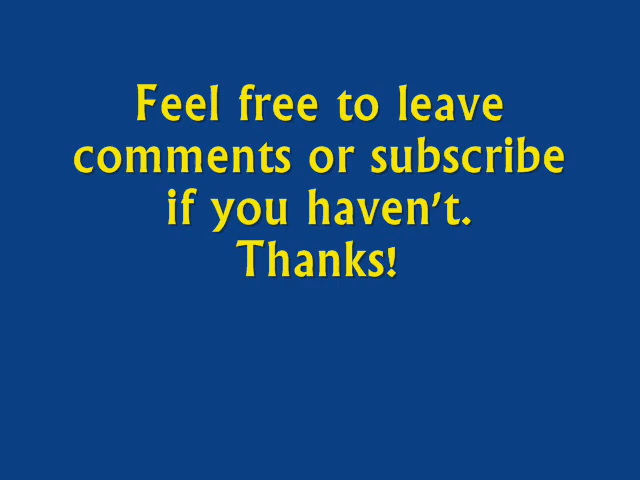 Feel free to leave
comments or subscribe
if you haven't.
Thanks!